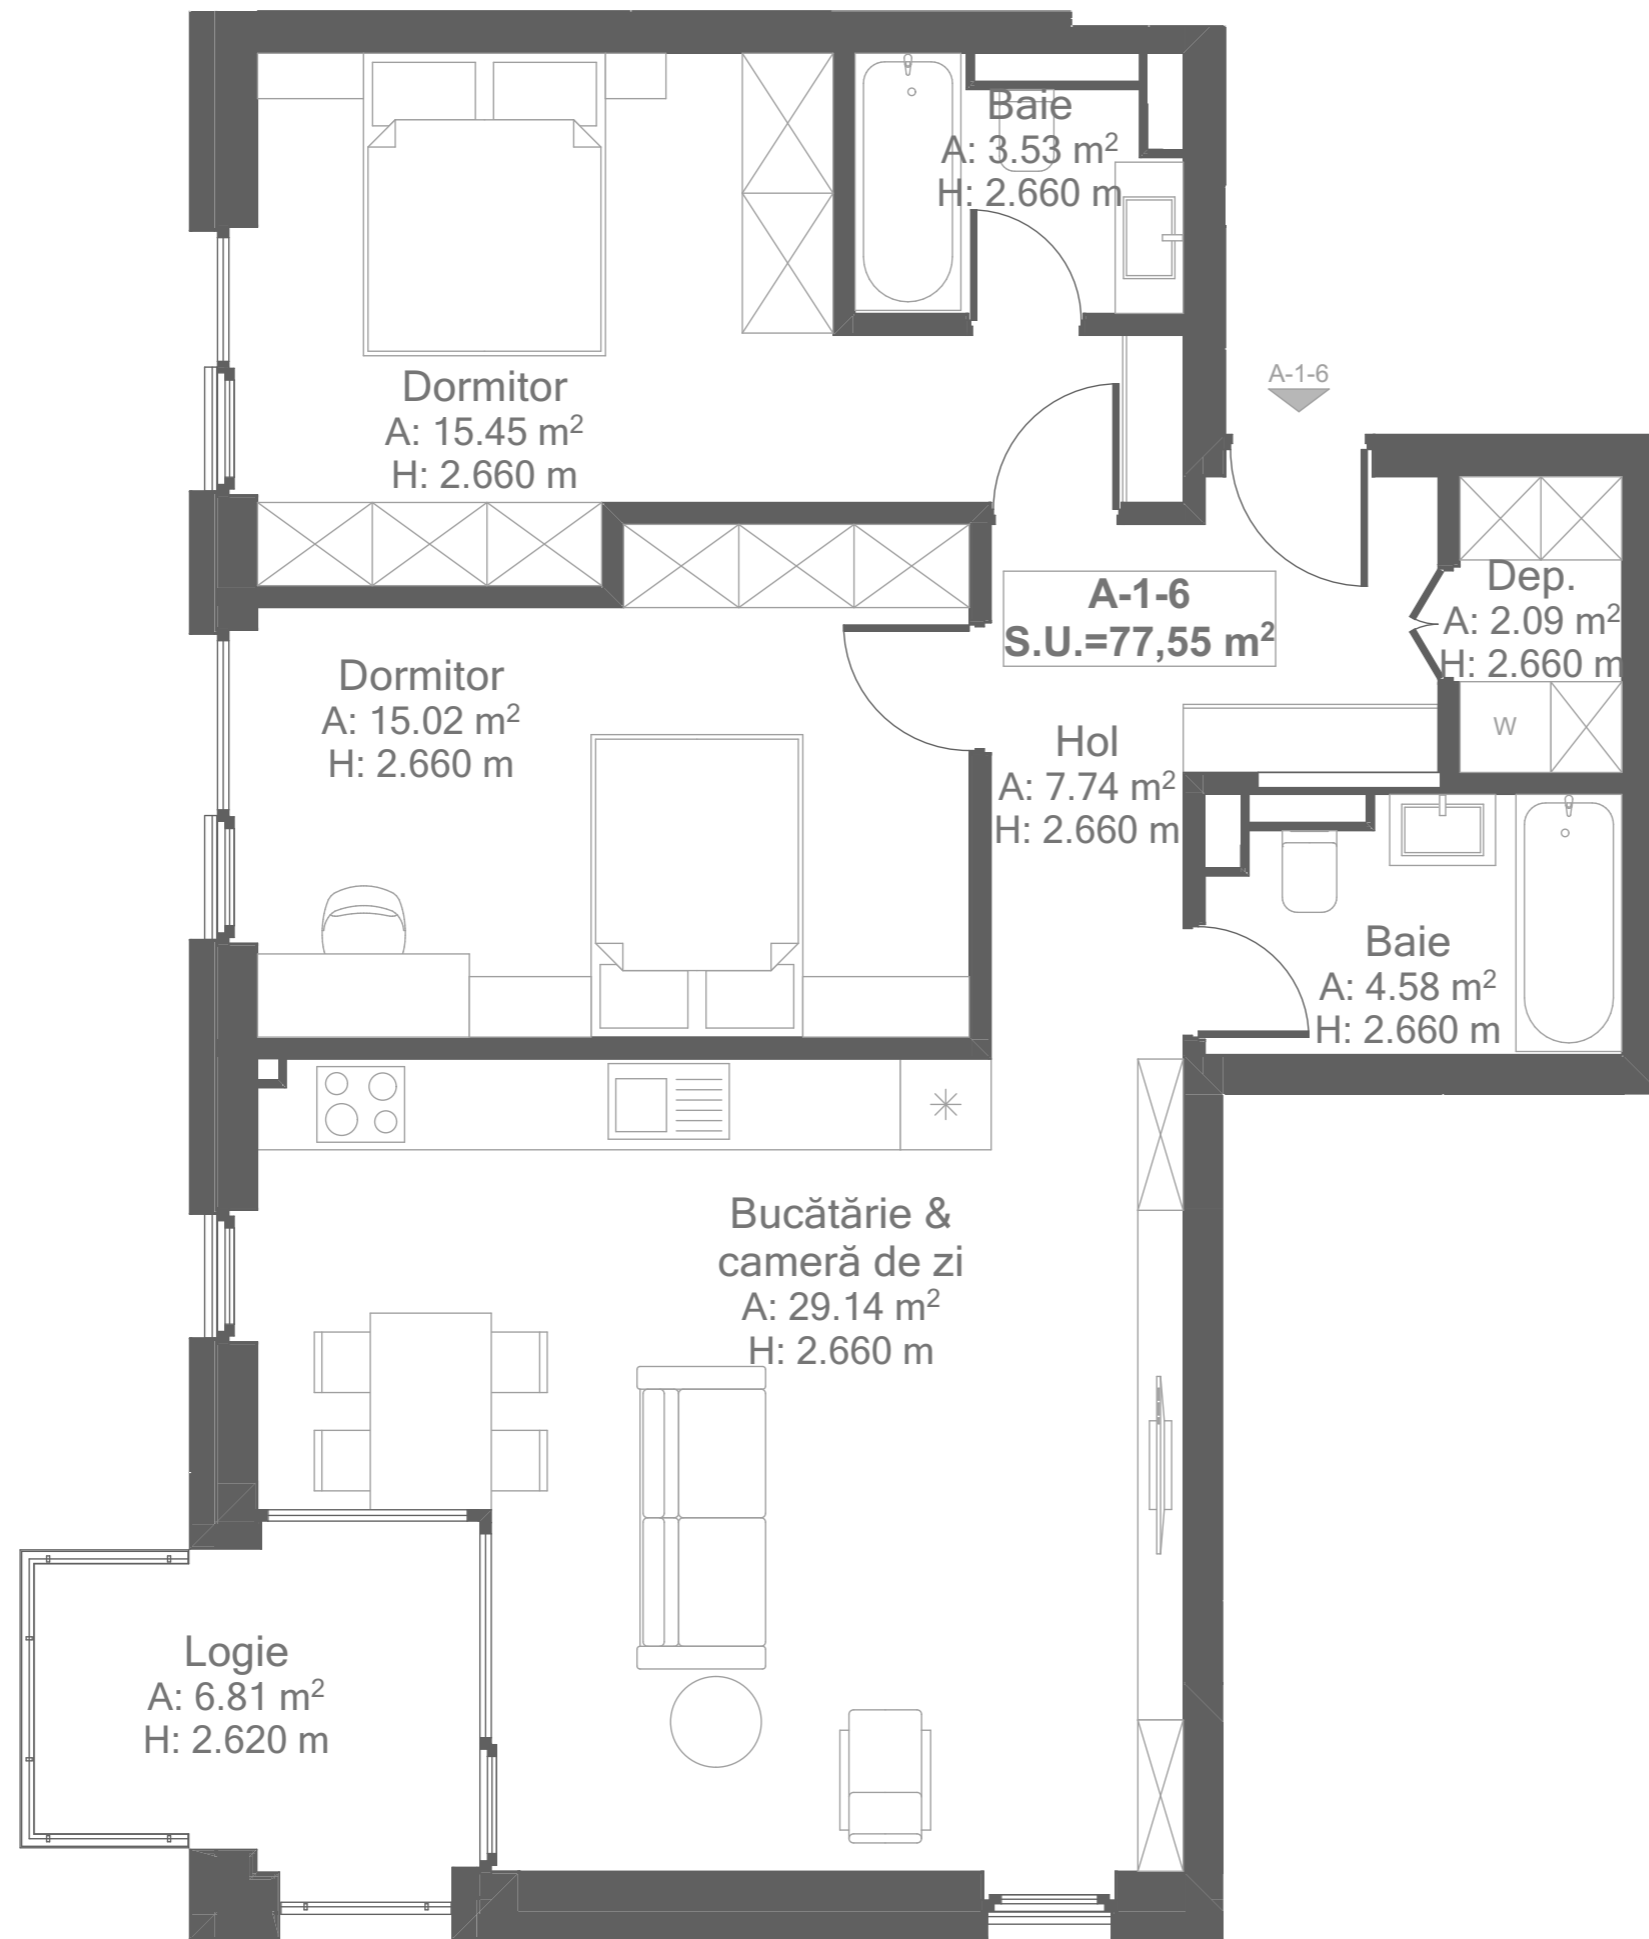 Baie
A: 3.53 m²
H: 2.660 m
Dormitor
A: 15.45 m²
H: 2.660 m
A-1-6
A-1-6
S.U.=77,55 m²
Dep.
A: 2.09 m²
H: 2.660 m
W
Dormitor
A: 15.02 m²
H: 2.660 m
Hol
A: 7.74 m²
H: 2.660 m
Baie
A: 4.58 m²
H: 2.660 m
Bucătărie &
cameră de zi
A: 29.14 m²
H: 2.660 m
Logie
A: 6.81 m²
H: 2.620 m